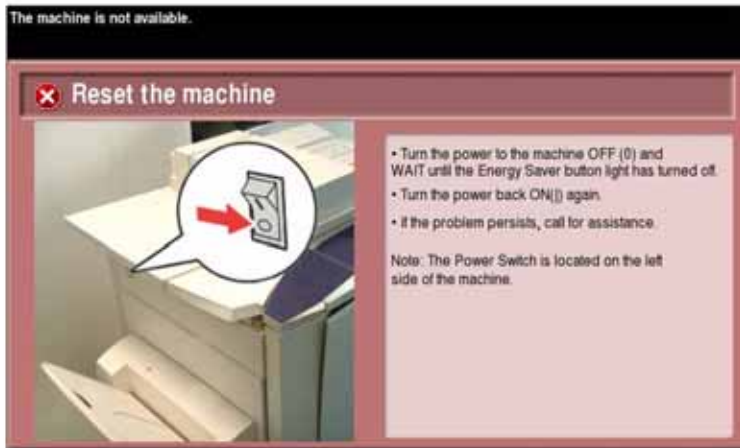 The machine is not available.
Reset the machine
• Turn the power to the machine OFF (0) and
WAIT until the Energy Saver button light has turned off.
• Turn the power back ON(|) again.
• if the problem persists, call for assistance.
Note: The Power Switch is located on the left
side of the machine.